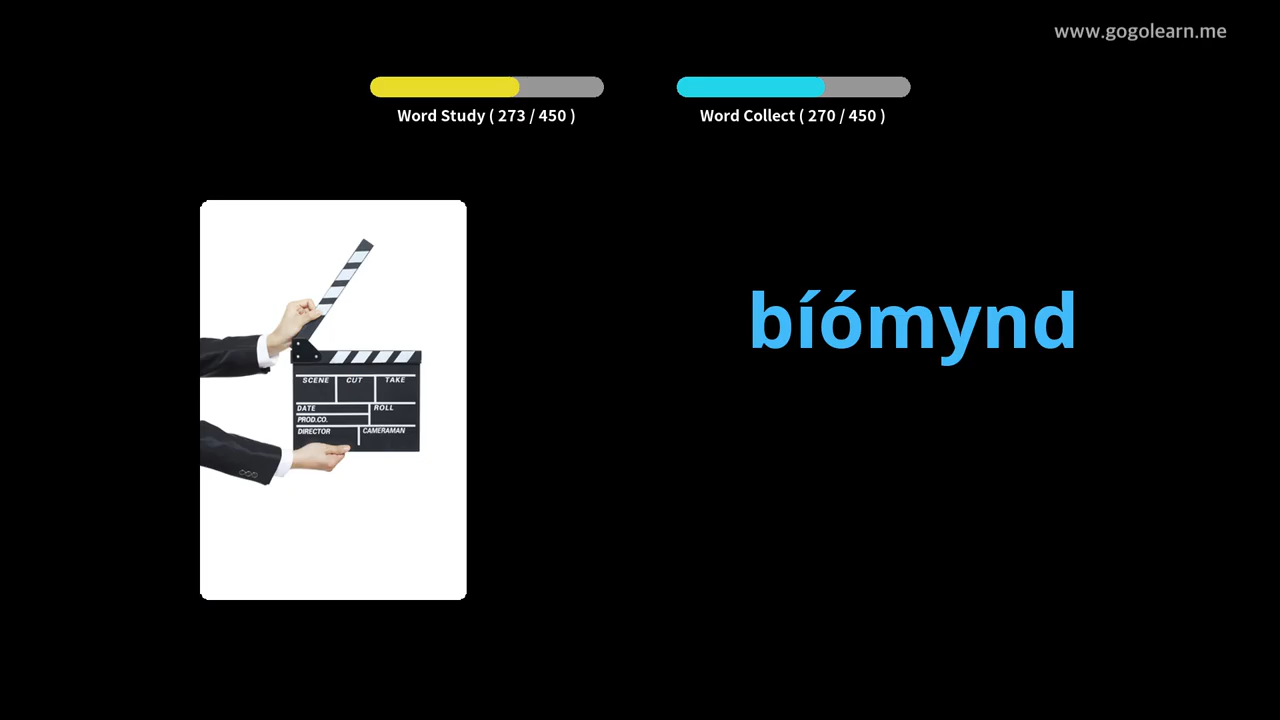 www.gogolearn.me
Word Study ( 273 / 450 )
Word Collect ( 270 / 450 )
bíómynd
SCENE CUT TAKE
DATE ROLL
PROD.CO.
DIRECTOR CAMERAMAN